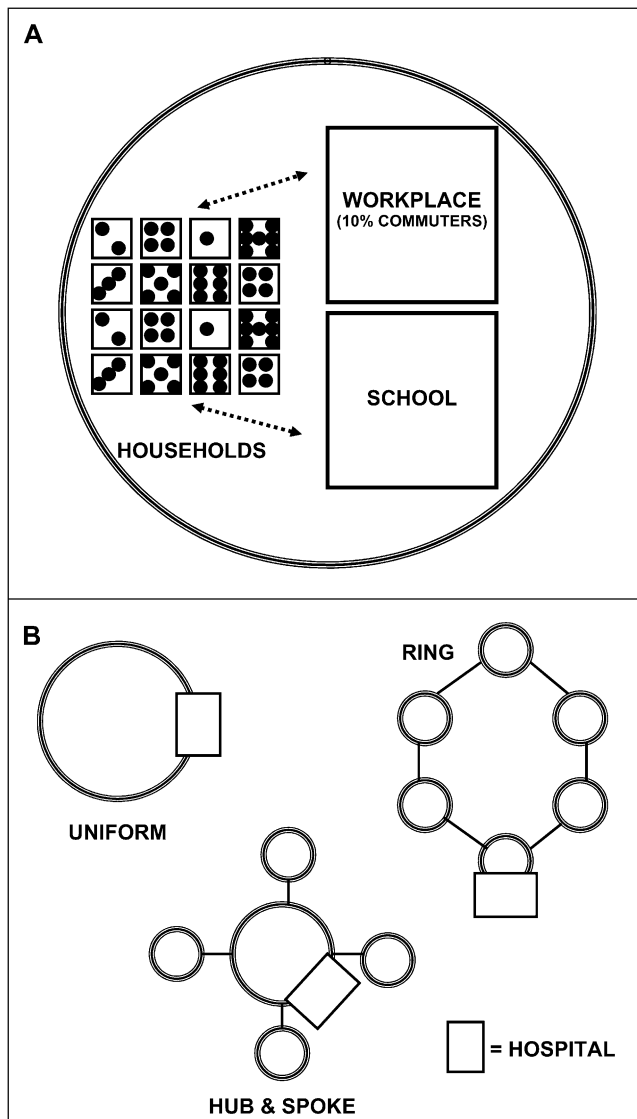 A
WORKPLACE
(10% COMMUTERS)
SCHOOL
HOUSEHOLDS
B
RING
UNIFORM
= HOSPITAL
HUB & SPOKE